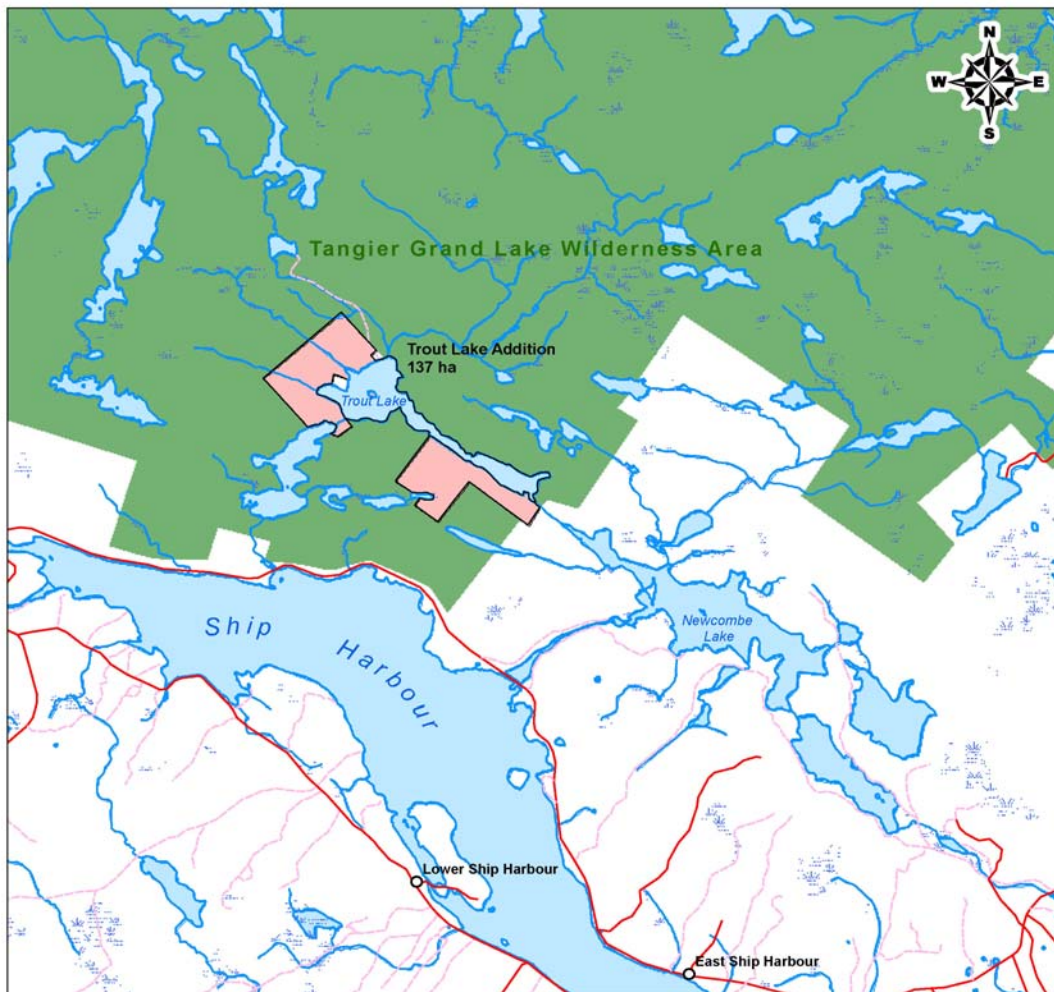 N
W E
S
Tangier Grand Lake Wilderness Area
Trout Lake Addition
137 ha
Trout Lake
Newcombe
Lake
Ship
Harbour
Lower Ship Harbour
East Ship Harbour